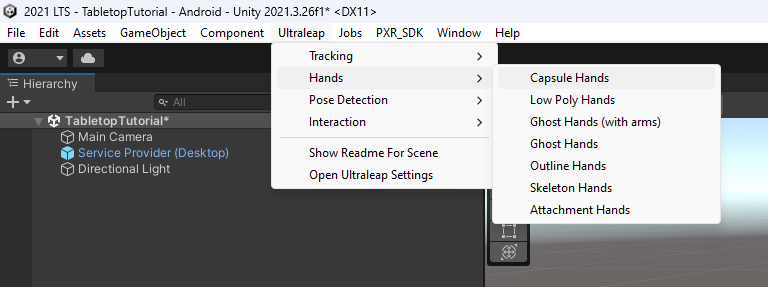 2021 LTS - TabletopTutorial - Android - Unity 2021.3.26f1* <DX11>
File Edit Assets GameObject Component Ultraleap Jobs PXR_SDK Window Help
Hierarchy
All
TabletopTutorial*
Main Camera
Service Provider (Desktop)
Directional Light
Tracking
Hands
Pose Detection
Interaction
Show Readme For Scene
Open Ultraleap Settings
Capsule Hands
Low Poly Hands
Ghost Hands (with arms)
Ghost Hands
Outline Hands
Skeleton Hands
Attachment Hands